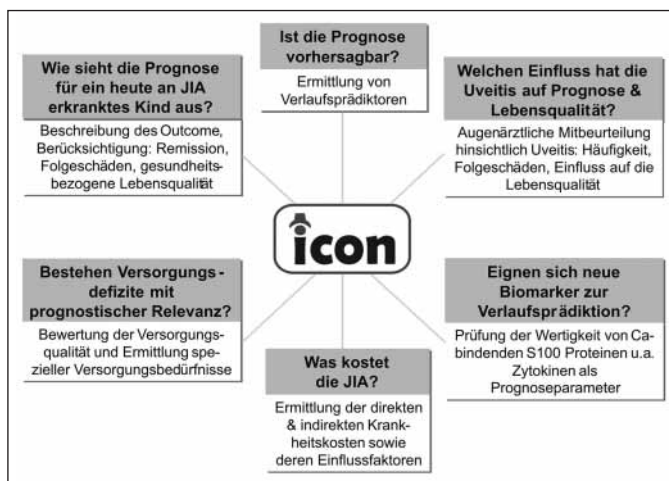 Ist die Prognose
vorhersagbar?
Ermittlung von
Verlaufsprädiktoren
Wie sieht die Prognose
für ein heute an JIA
erkranktes Kind aus?
Beschreibung des Outcome,
Berücksichtigung: Remission,
Folgeschäden, gesundheits-
bezogene Lebensqualität
Welchen Einfluss hat die
Uveitis auf Prognose &
Lebensqualität?
Augenärztliche Mitbeurteilung
hinsichtlich Uveitis: Häufigkeit,
Folgeschäden, Einfluss auf die
Lebensqualität
icon
Bestehen Versorgungs-
defizite mit
prognostischer Relevanz?
Bewertung der Versorgungs-
qualität und Ermittlung spe-
zieller Versorgungsbedürfnisse
Eignen sich neue
Biomarker zur
Verlaufsprädiktion?
Prüfung der Wertigkeit von Ca-
bindenden S100 Proteinen u.a.
Zytokinen als
Prognoseparameter
Was kostet
die JIA?
Ermittlung der direkten
& indirekten Krank-
heitskosten sowie
deren Einflussfaktoren